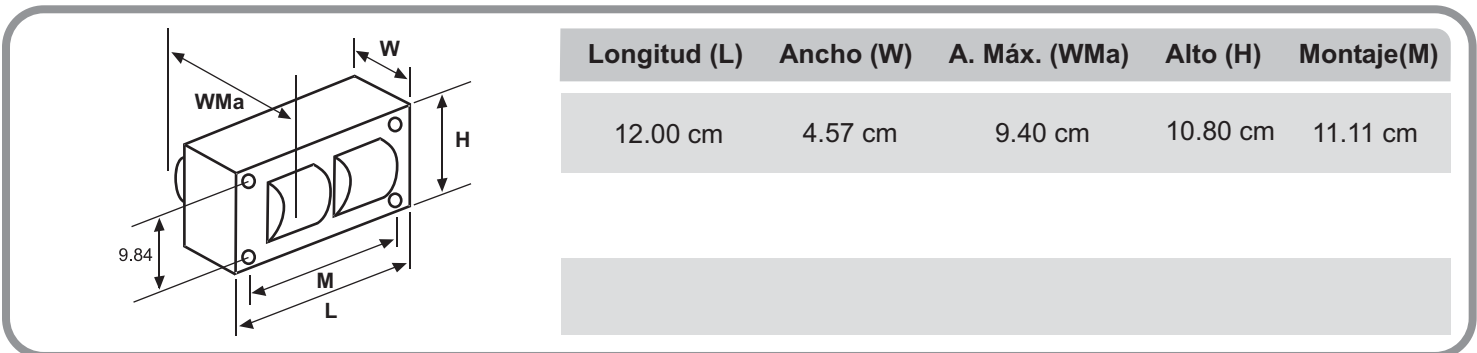 W
WMa
H
9.84
M
L
Longitud (L) Ancho (W) A. Máx. (WMa) Alto (H) Montaje(M)
12.00 cm 4.57 cm 9.40 cm 10.80 cm 11.11 cm